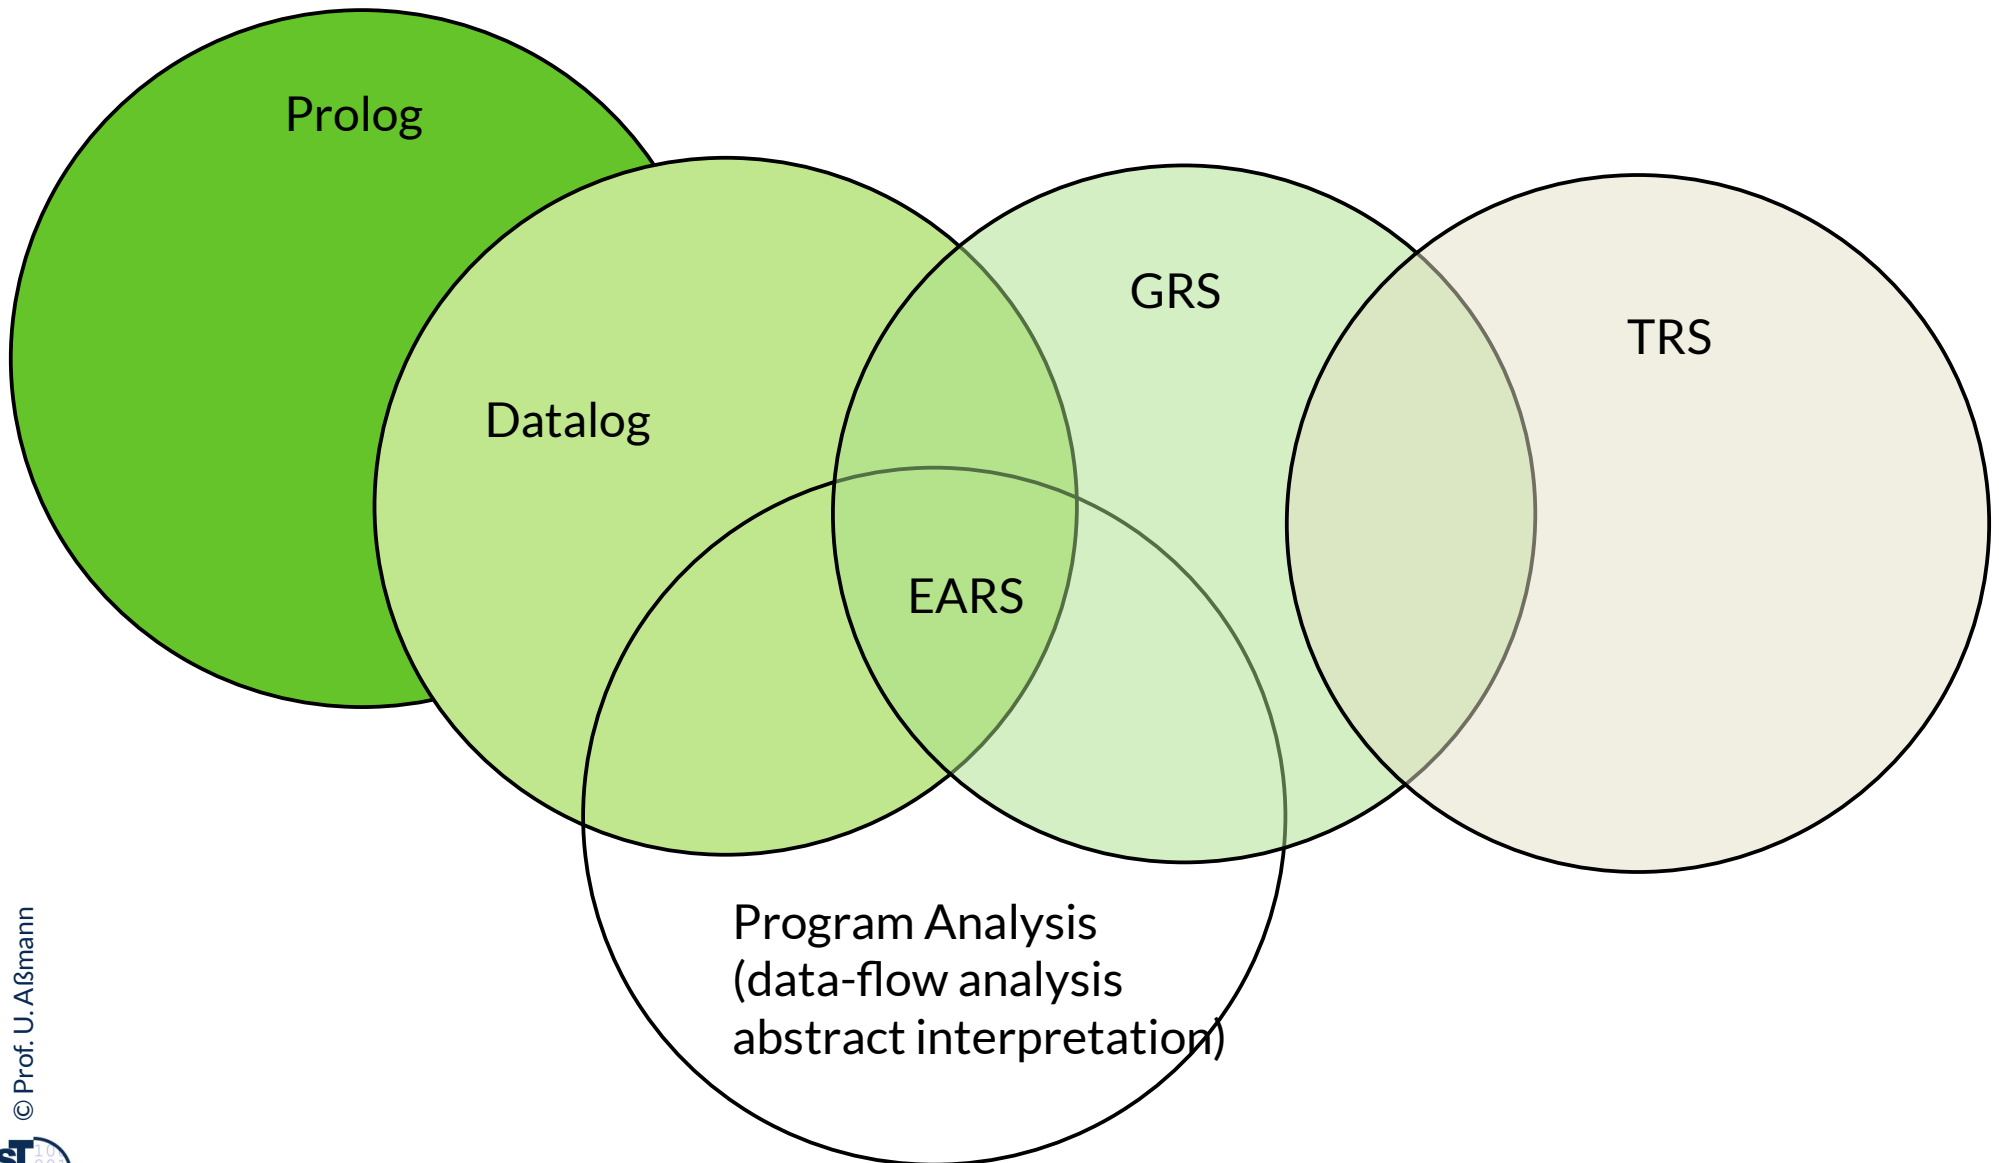 Prolog
GRS
TRS
Datalog
EARS
Program Analysis
(data-flow analysis
abstract interpretation)
© Prof. U. Aßmann